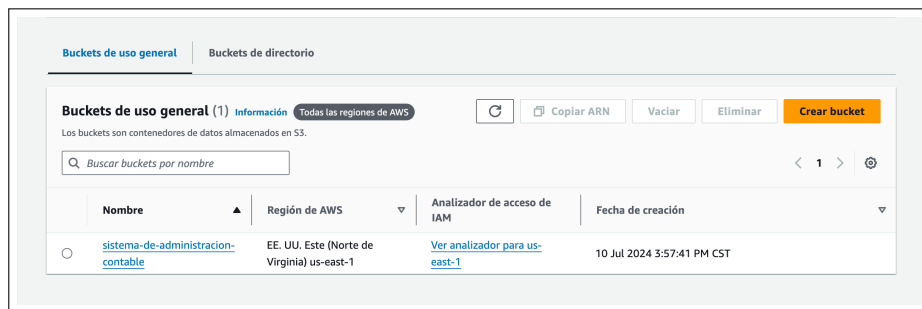 Buckets de uso general
Buckets de directorio
Buckets de uso general (1) Información Todas las regiones de AWS
Copiar ARN
Vaciar
Eliminar
Crear bucket
Los buckets son contenedores de datos almacenados en S3.
Buscar buckets por nombre
1
Nombre
Región de AWS
Analizador de acceso de
IAM
Fecha de creación
sistema-de-administracion-
contable
EE. UU. Este (Norte de
Virginia) us-east-1
Ver analizador para us-
east-1
10 Jul 2024 3:57:41 PM CST